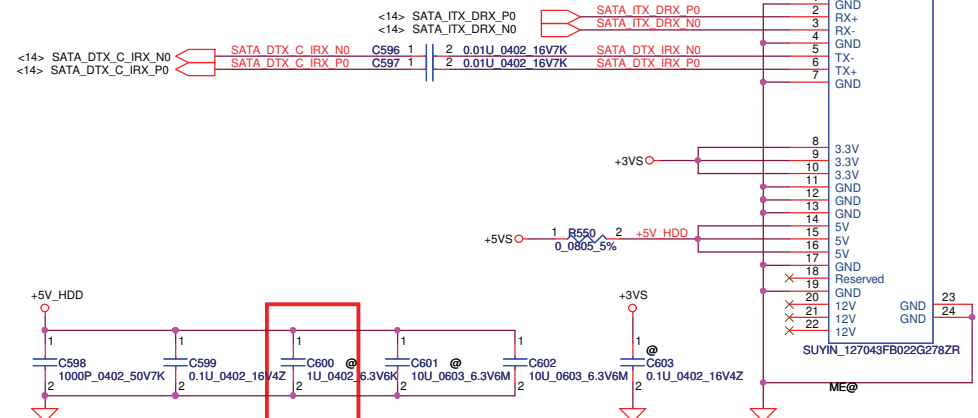 GND
<14> SATA_ITX_DRX_P0 SATA_ITX_DRX_P0 2 RX+
<14> SATA_ITX_DRX_N0 SATA_ITX_DRX_N0 3 RX-
4 GND
<14> SATA_DTX_C_IRX_N0 SATA_DTX_C_IRX_N0 C596 1 2 0.01U_0402_16V7K SATA_DTX_IRX_N0 5 TX-
<14> SATA_DTX_C_IRX_P0 SATA_DTX_C_IRX_P0 C597 1 2 0.01U_0402_16V7K SATA_DTX_IRX_P0 6 TX+
7 GND
8 3.3V
+3VS 9 3.3V
10 3.3V
11 GND
12 GND
13 GND
14 5V
+5VS 1 R550 2 +5V_HDD 15 5V
0_0805_5% 16 5V
17 GND
18 Reserved
19 GND
20 12V GND 23
21 12V GND 24
22 12V
SUYIN_127043FB022G278ZR
ME@
+5V_HDD +3VS
1 1 1 1 1 1
@ @ @
C598 C599 C600 C601 C602 C603
1000P_0402_50V7K 0.1U_0402_16V4Z 1U_0402_6.3V6K 10U_0603_6.3V6M 10U_0603_6.3V6M 0.1U_0402_16V4Z
2 2 2 2 2 2